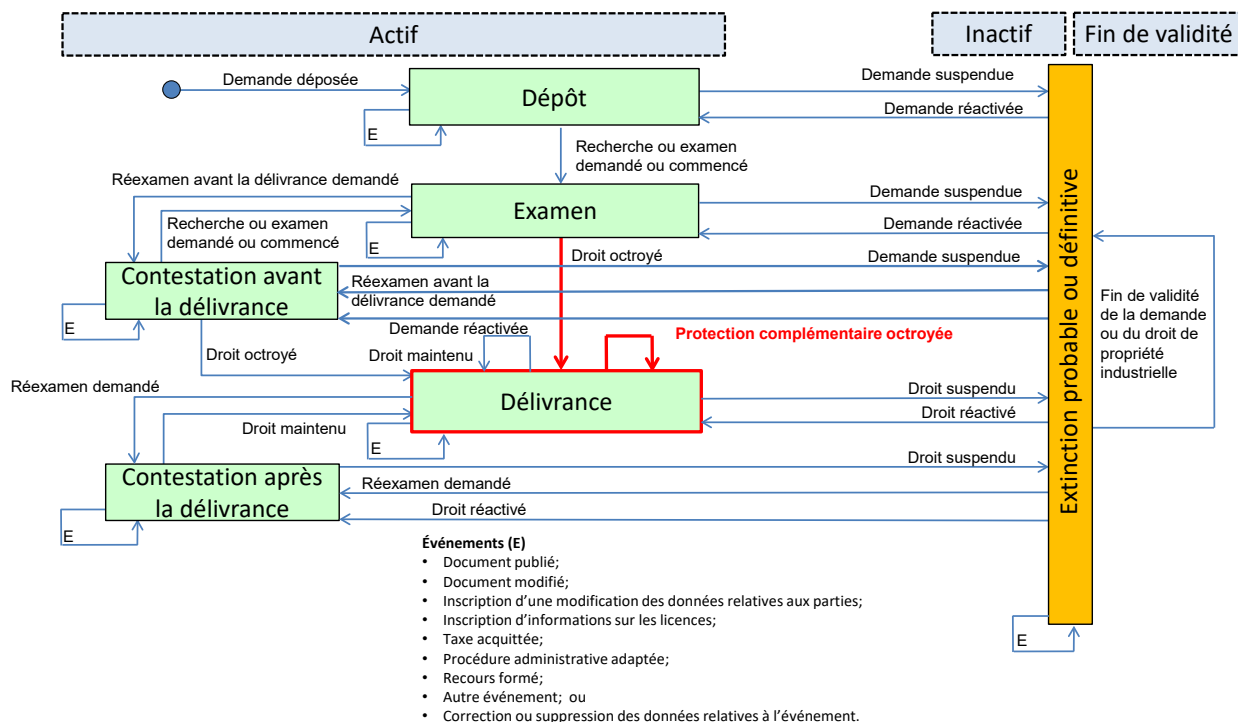 Actif
Inactif
Fin de validité
Demande déposée
Dépôt
Demande suspendue
Demande réactivée
E
Recherche ou examen
demandé ou commencé
Réexamen avant la délivrance demandé
Examen
Demande suspendue
Demande réactivée
Recherche ou examen
demandé ou commencé
E
Droit octroyé
Demande suspendue
Contestation avant
la délivrance
Réexamen avant la
délivrance demandé
E
Fin de validité
de la demande
ou du droit de
propriété
industrielle
Extinction probable ou définitive
Demande réactivée
Protection complémentaire octroyée
Droit octroyé
Droit maintenu
Réexamen demandé
Délivrance
Droit suspendu
Droit réactivé
Droit maintenu
E
Droit suspendu
Contestation après
la délivrance
Réexamen demandé
Droit réactivé
E
Événements (E)
• Document publié;
• Document modifié;
• Inscription d’une modification des données relatives aux parties;
• Inscription d’informations sur les licences;
• Taxe acquittée;
• Procédure administrative adaptée;
• Recours formé;
• Autre événement; ou
• Correction ou suppression des données relatives à l’événement.
E